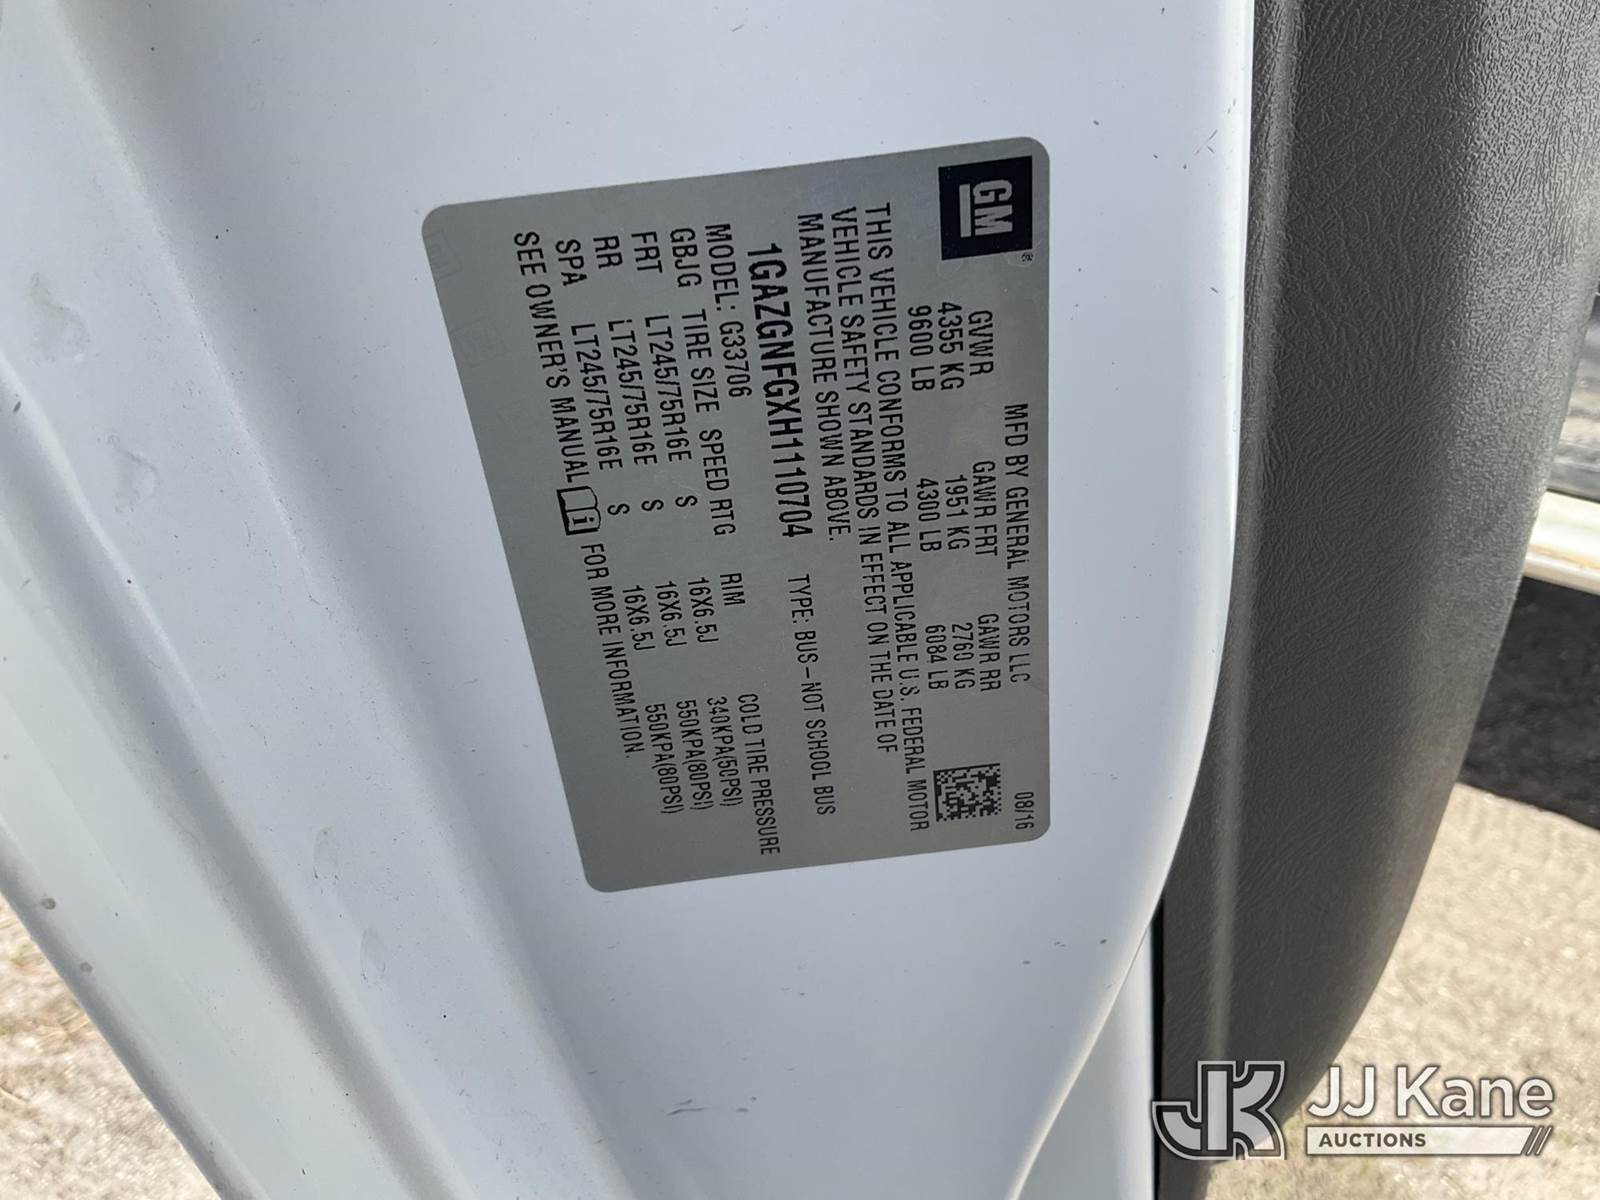 GM®
MFD BY GENERAL MOTORS LLC 08/16
GVWR GAWR FRT GAWR RR
4355 KG 1951 KG 2760 KG
9600 LB 4300 LB 6084 LB
THIS VEHICLE CONFORMS TO ALL APPLICABLE U.S. FEDERAL MOTOR
VEHICLE SAFETY STANDARDS IN EFFECT ON THE DATE OF
MANUFACTURE SHOWN ABOVE.
1GAZGNFGXH1110704 TYPE: BUS-NOT SCHOOL BUS
MODEL: G33706
GBJG TIRE SIZE SPEED RTG RIM COLD TIRE PRESSURE
FRT LT245/75R16E S 16X6.5J 340KPA(50PSI)
RR LT245/75R16E S 16X6.5J 550KPA(80PSI)
SPA LT245/75R16E S 16X6.5J 550KPA(80PSI)
SEE OWNER'S MANUAL FOR MORE INFORMATION.
JK JJ Kane
AUCTIONS